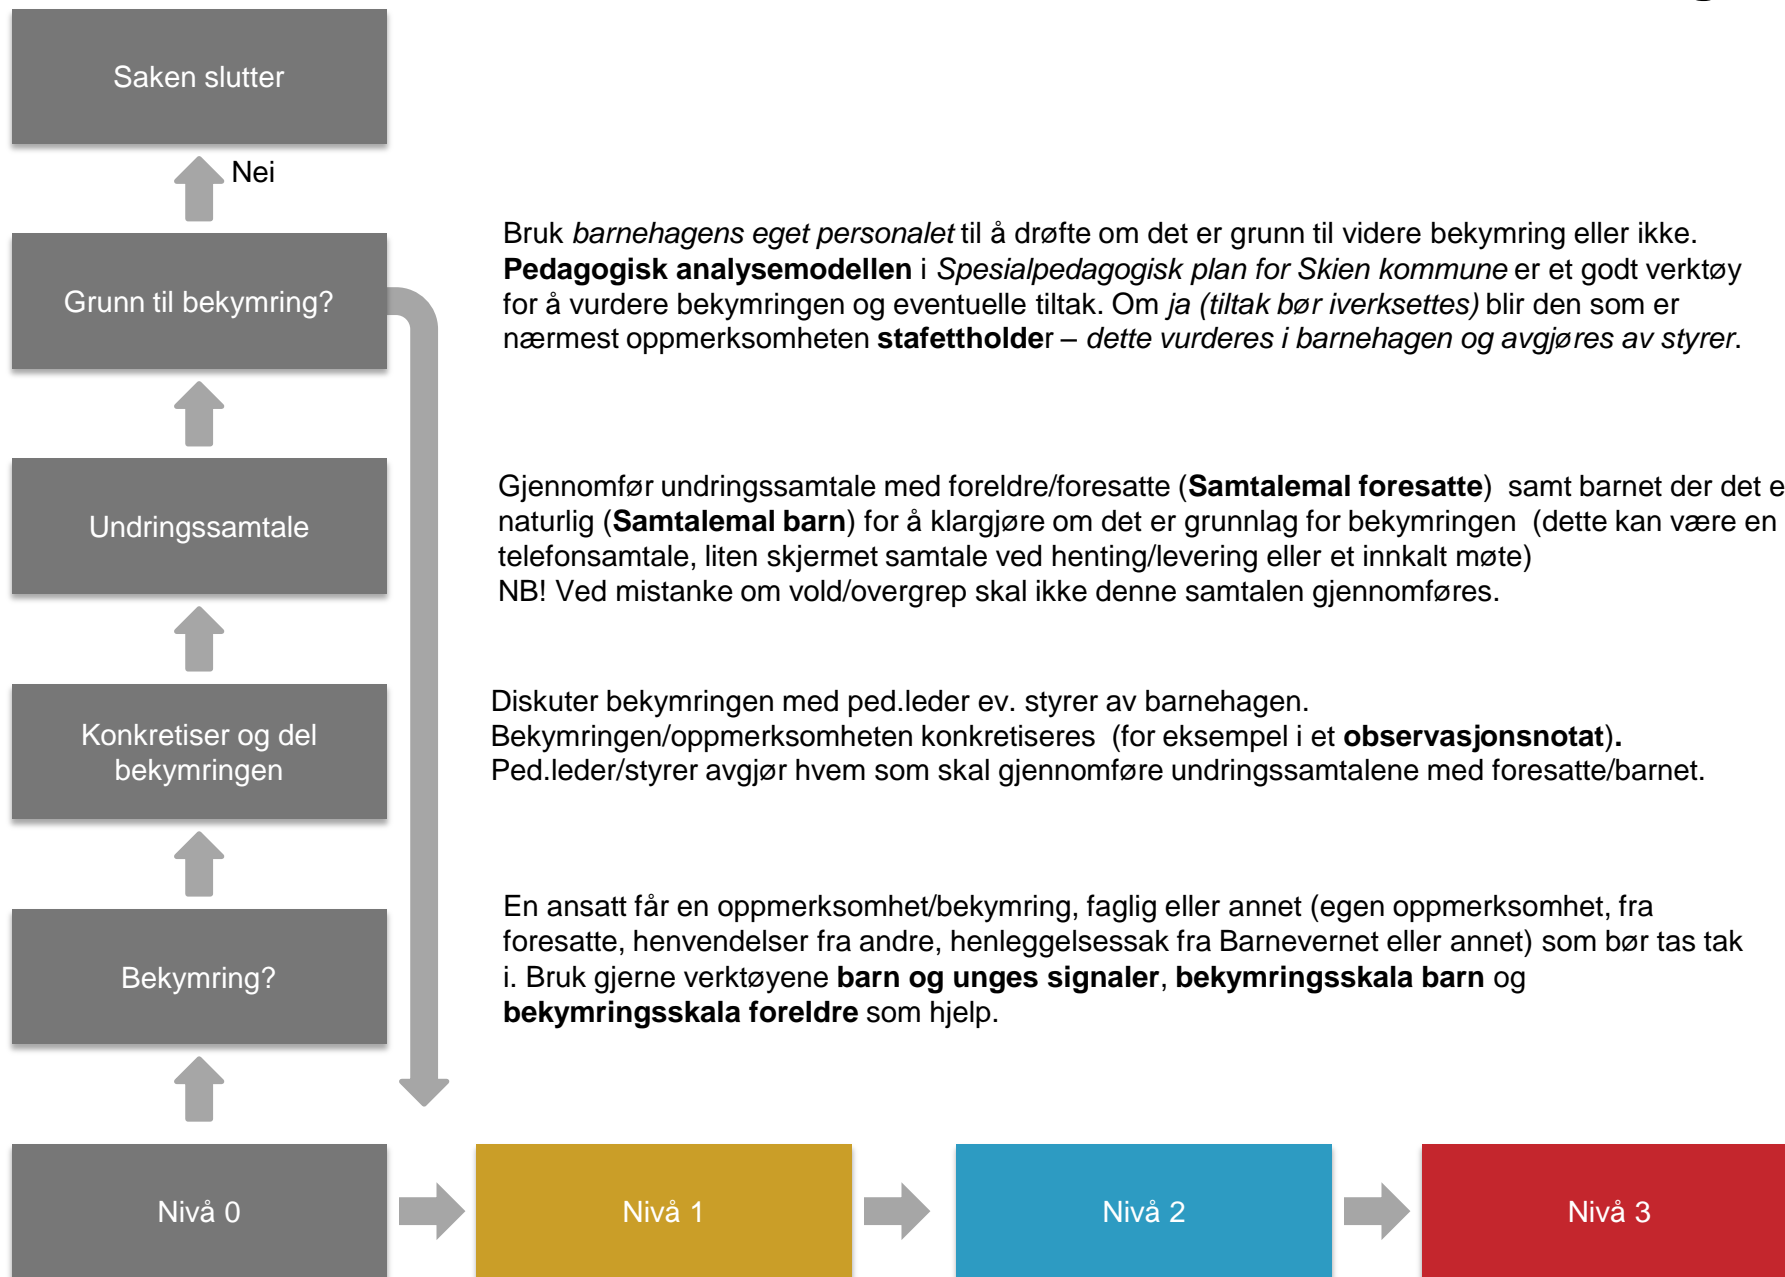 Saken slutter
Nei
Grunn til bekymring?
Bruk barnehagens eget personalet til å drøfte om det er grunn til videre bekymring eller ikke.
Pedagogisk analysemodellen i Spesialpedagogisk plan for Skien kommune er et godt verktøy
for å vurdere bekymringen og eventuelle tiltak. Om ja (tiltak bør iverksettes) blir den som er
nærmest oppmerksomheten stafettholder – dette vurderes i barnehagen og avgjøres av styrer.
Undringssamtale
Gjennomfør undringssamtale med foreldre/foresatte (Samtalemal foresatte) samt barnet der det e
naturlig (Samtalemal barn) for å klargjøre om det er grunnlag for bekymringen (dette kan være en
telefonsamtale, liten skjermet samtale ved henting/levering eller et innkalt møte)
NB! Ved mistanke om vold/overgrep skal ikke denne samtalen gjennomføres.
Konkretiser og del
bekymringen
Diskuter bekymringen med ped.leder ev. styrer av barnehagen.
Bekymringen/oppmerksomheten konkretiseres (for eksempel i et observasjonsnotat).
Ped.leder/styrer avgjør hvem som skal gjennomføre undringssamtalene med foresatte/barnet.
Bekymring?
En ansatt får en oppmerksomhet/bekymring, faglig eller annet (egen oppmerksomhet, fra
foresatte, henvendelser fra andre, henleggelsessak fra Barnevernet eller annet) som bør tas tak
i. Bruk gjerne verktøyene barn og unges signaler, bekymringsskala barn og
bekymringsskala foreldre som hjelp.
Nivå 0
Nivå 1
Nivå 2
Nivå 3